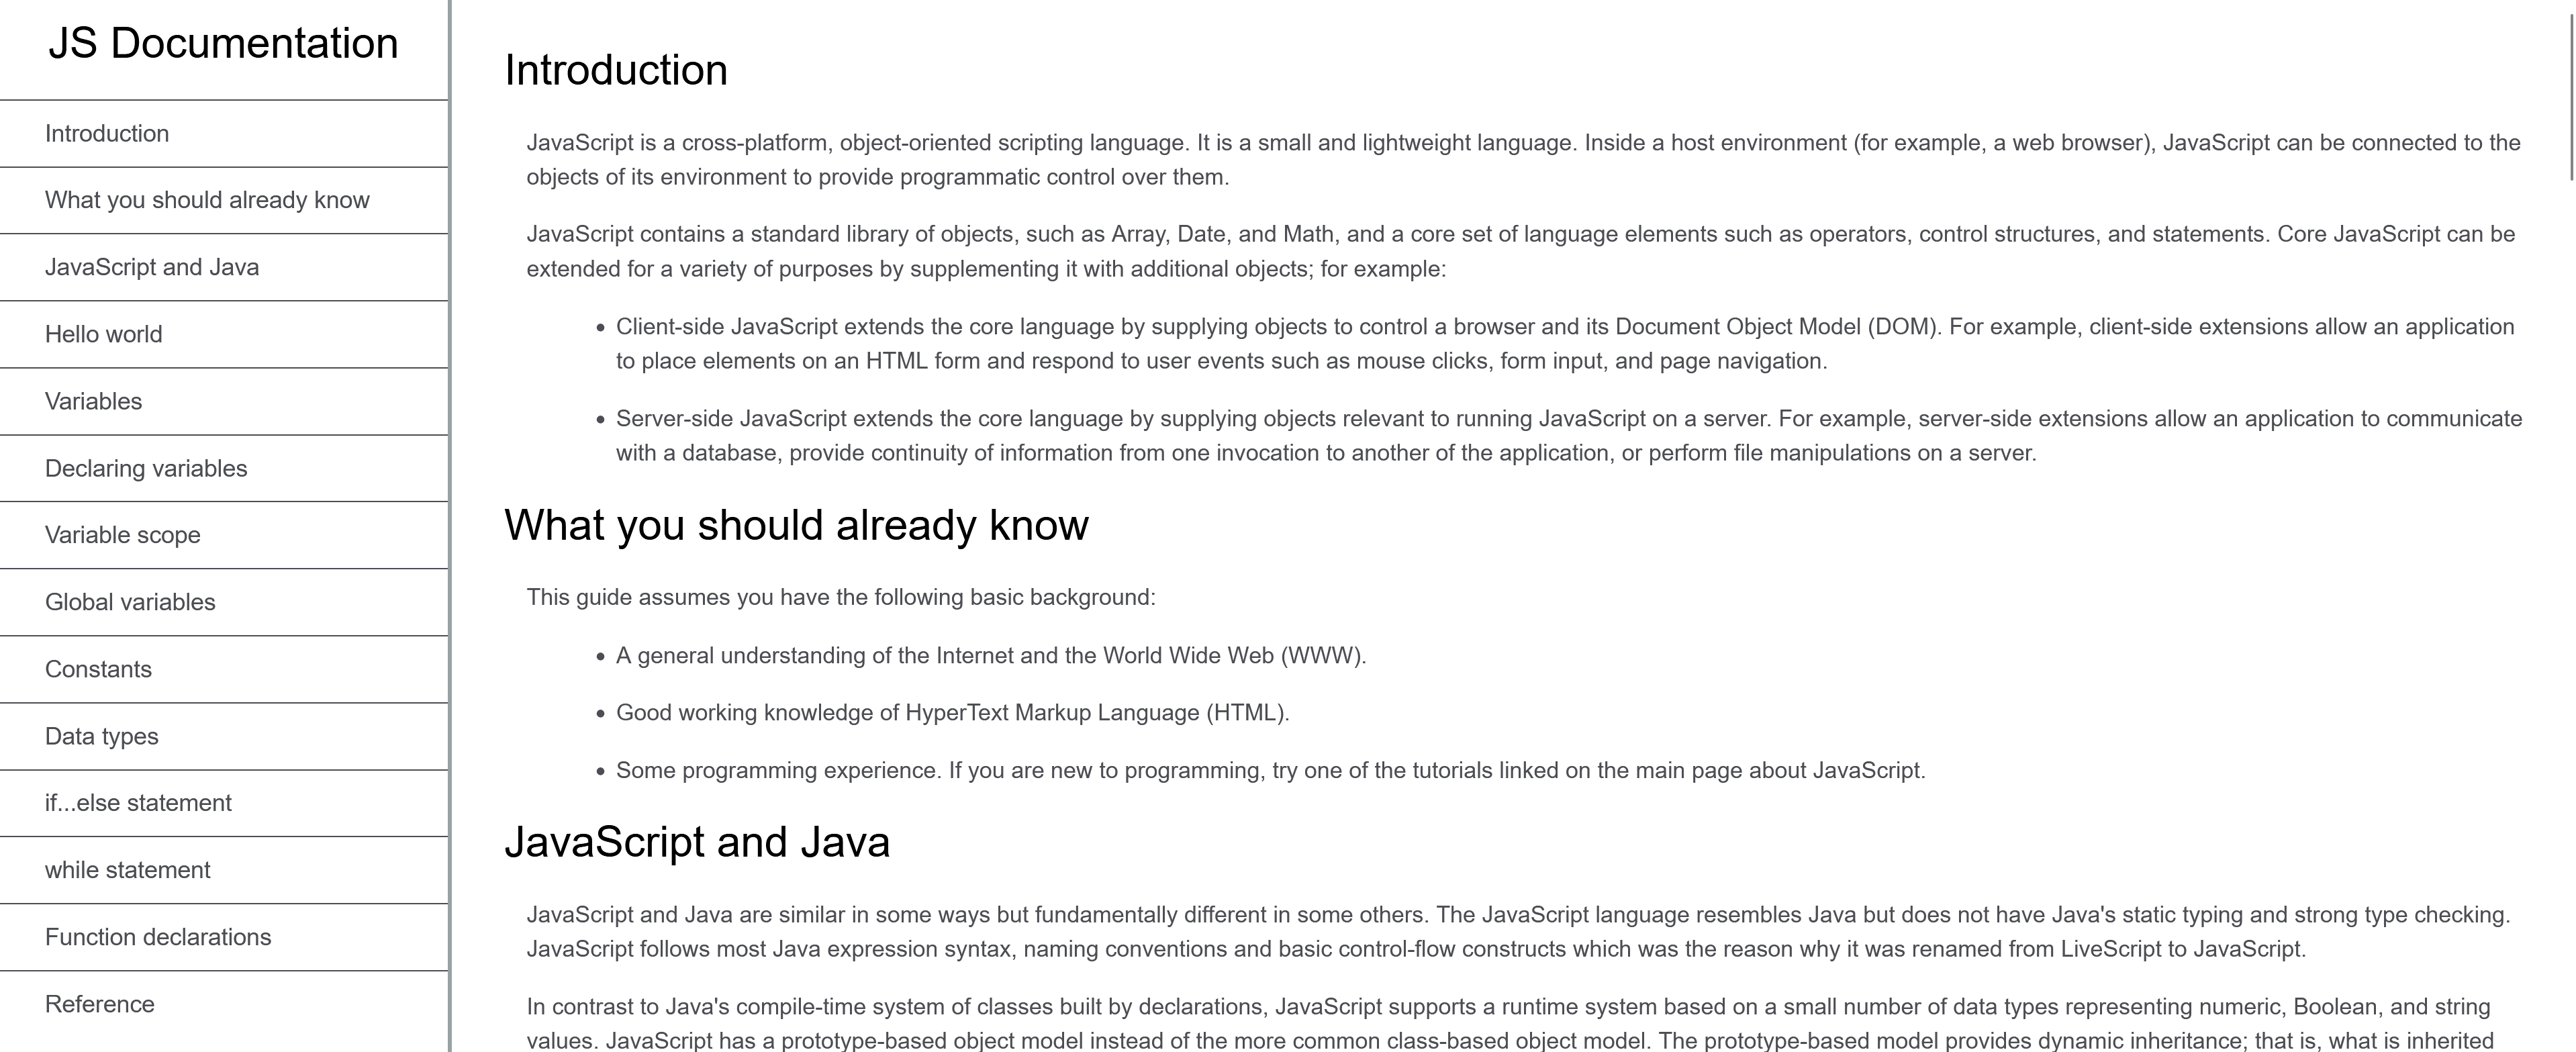 JS Documentation
Introduction
What you should already know
JavaScript and Java
Hello world
Variables
Declaring variables
Variable scope
Global variables
Constants
Data types
if...else statement
while statement
Function declarations
Reference
Introduction
JavaScript is a cross-platform, object-oriented scripting language. It is a small and lightweight language. Inside a host environment (for example, a web browser), JavaScript can be connected to the
objects of its environment to provide programmatic control over them.
JavaScript contains a standard library of objects, such as Array, Date, and Math, and a core set of language elements such as operators, control structures, and statements. Core JavaScript can be
extended for a variety of purposes by supplementing it with additional objects; for example:
• Client-side JavaScript extends the core language by supplying objects to control a browser and its Document Object Model (DOM). For example, client-side extensions allow an application
to place elements on an HTML form and respond to user events such as mouse clicks, form input, and page navigation.
• Server-side JavaScript extends the core language by supplying objects relevant to running JavaScript on a server. For example, server-side extensions allow an application to communicate
with a database, provide continuity of information from one invocation to another of the application, or perform file manipulations on a server.
What you should already know
This guide assumes you have the following basic background:
• A general understanding of the Internet and the World Wide Web (WWW).
• Good working knowledge of HyperText Markup Language (HTML).
• Some programming experience. If you are new to programming, try one of the tutorials linked on the main page about JavaScript.
JavaScript and Java
JavaScript and Java are similar in some ways but fundamentally different in some others. The JavaScript language resembles Java but does not have Java's static typing and strong type checking.
JavaScript follows most Java expression syntax, naming conventions and basic control-flow constructs which was the reason why it was renamed from LiveScript to JavaScript.
In contrast to Java's compile-time system of classes built by declarations, JavaScript supports a runtime system based on a small number of data types representing numeric, Boolean, and string
values. JavaScript has a prototype-based object model instead of the more common class-based object model. The prototype-based model provides dynamic inheritance; that is, what is inherited